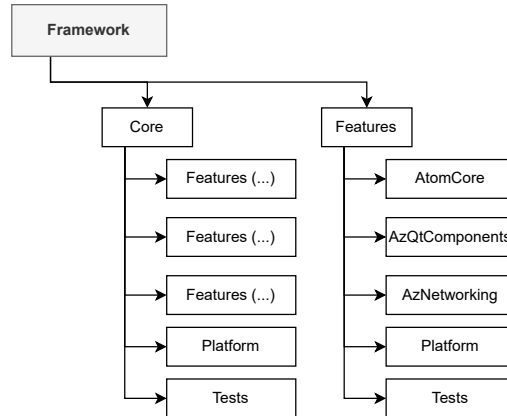 Framework
Core
Features
Features (...)
AtomCore
Features (...)
AzQtComponents
Features (...)
AzNetworking
Platform
Platform
Tests
Tests